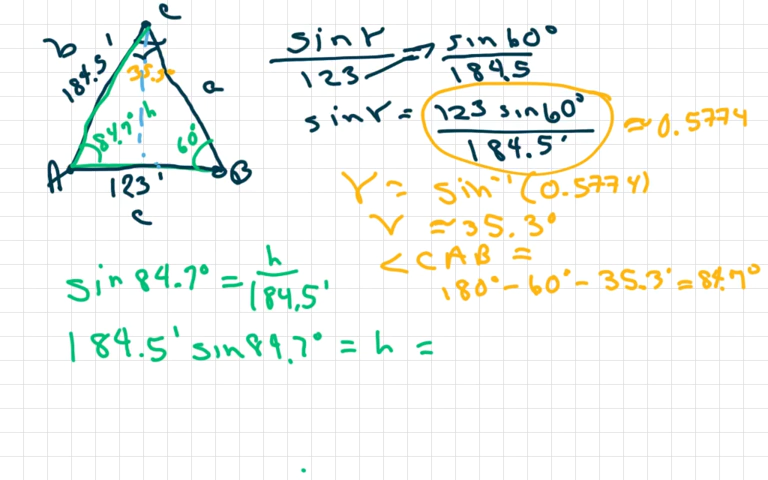 C
b
184.5'
35.3°
a
h
84.7°
60°
A
B
123'
c
sin γ / 123 = sin 60° / 184.5
sin γ = 123 sin 60° / 184.5' ≈ 0.5774
γ = sin⁻¹(0.5774)
γ ≈ 35.3°
< CAB =
180° - 60° - 35.3° = 84.7°
sin 84.7° = h / 184.5'
184.5' sin 84.7° = h =